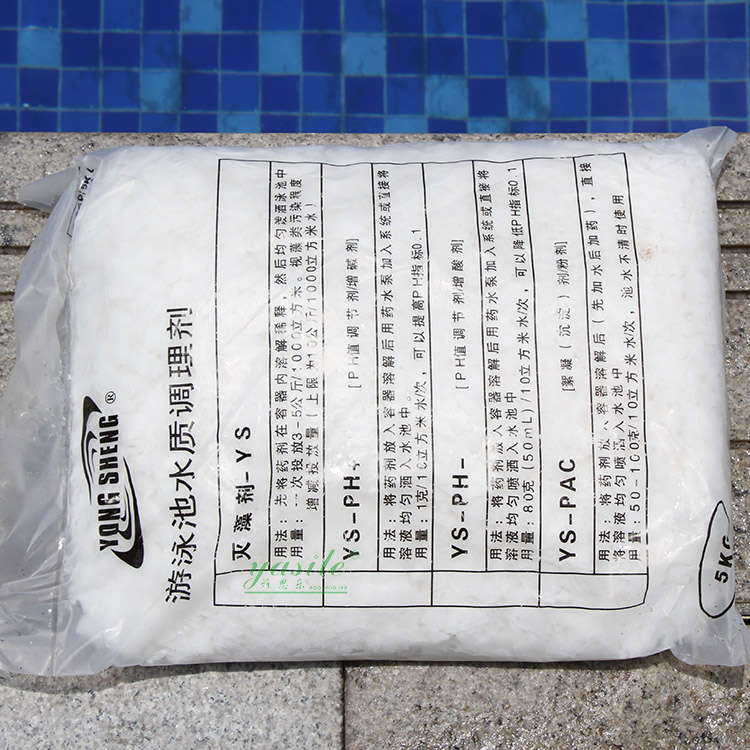 YONG SHENG ®
游泳池水质调理剂
灭藻剂-YS
用法：先将药剂在容器内溶解稀释，然后均匀泼洒泳池中
用量：一次投放3-5公斤/1000立方米。视藻类污染程度
增减投放量（上限为10公斤/1000立方米水）
YS-PH+
[PH值调节剂/增碱剂]
用法：将药剂放入容器溶解后用药水泵加入系统或直接将
溶液均匀洒入水池中。
用量：1克/10立方米水/次，可以提高PH指标0.1
YS-PH-
[PH值调节剂/增酸剂]
用法：将药剂放入容器溶解后用药水泵加入系统或直接将
溶液均匀喷洒入水池中
用量：80克(50mL)/10立方米水/次，可以降低PH指标0.1
YS-PAC
[絮凝（沉淀）剂/粉剂]
用法：将药剂放入容器溶解后（先加水后加药），直接
将溶液均匀喷洒入水池中
用量：50-100克/10立方米水/次，池水不清时使用
5KG
yasile
雅思乐